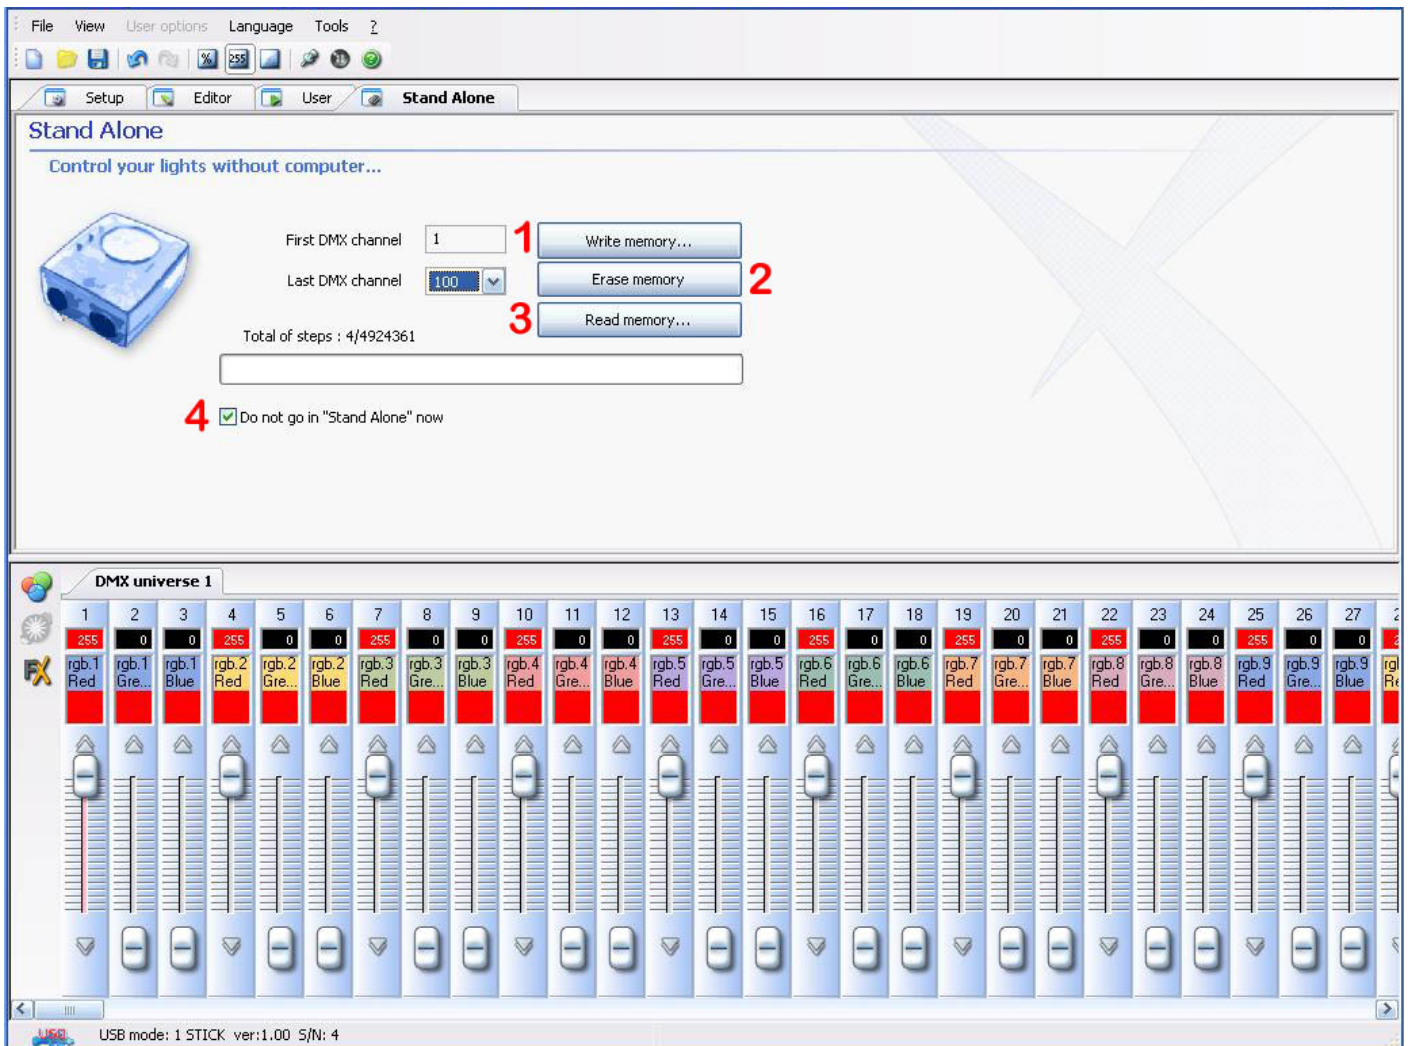 File View User options Language Tools ?
% 255
Setup Editor User Stand Alone
Stand Alone
Control your lights without computer...
First DMX channel 1 1 Write memory...
Last DMX channel 100 Erase memory 2
3 Read memory...
Total of steps : 4/4924361
4 Do not go in "Stand Alone" now
DMX universe 1
1 2 3 4 5 6 7 8 9 10 11 12 13 14 15 16 17 18 19 20 21 22 23 24 25 26 27 2
255 0 0 255 0 0 255 0 0 255 0 0 255 0 0 255 0 0 255 0 0 255 0 0 255 0 0 2
rgb.1 rgb.1 rgb.1 rgb.2 rgb.2 rgb.2 rgb.3 rgb.3 rgb.3 rgb.4 rgb.4 rgb.4 rgb.5 rgb.5 rgb.5 rgb.6 rgb.6 rgb.6 rgb.7 rgb.7 rgb.7 rgb.8 rgb.8 rgb.8 rgb.9 rgb.9 rgb.9 rgl
Red Gre... Blue Red Gre... Blue Red Gre... Blue Red Gre... Blue Red Gre... Blue Red Gre... Blue Red Gre... Blue Red Gre... Blue Red Gre... Blue Re
FX
USB USB mode: 1 STICK ver:1.00 S/N: 4